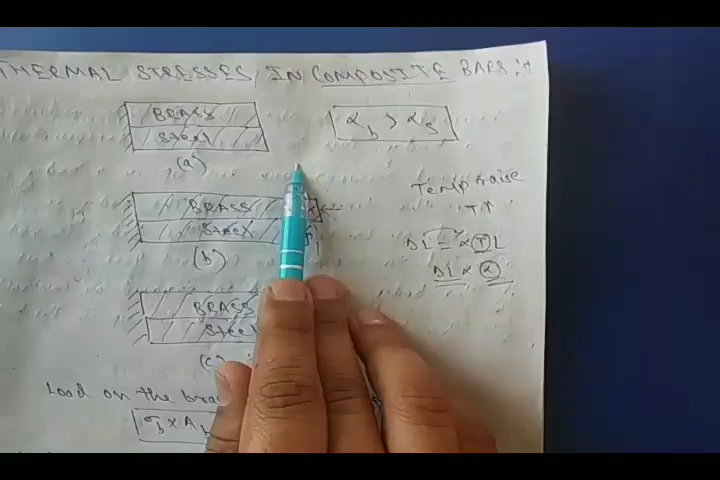 THERMAL STRESSES IN COMPOSITE BARS :→
BRASS
Steel
(a)
αb > αs
Temp raise
T↑
BRASS
STEEL
(b)
Δl = α T L
Δl ∝ α
BRASS
Steel
(c)
Load on the
σb x Ab